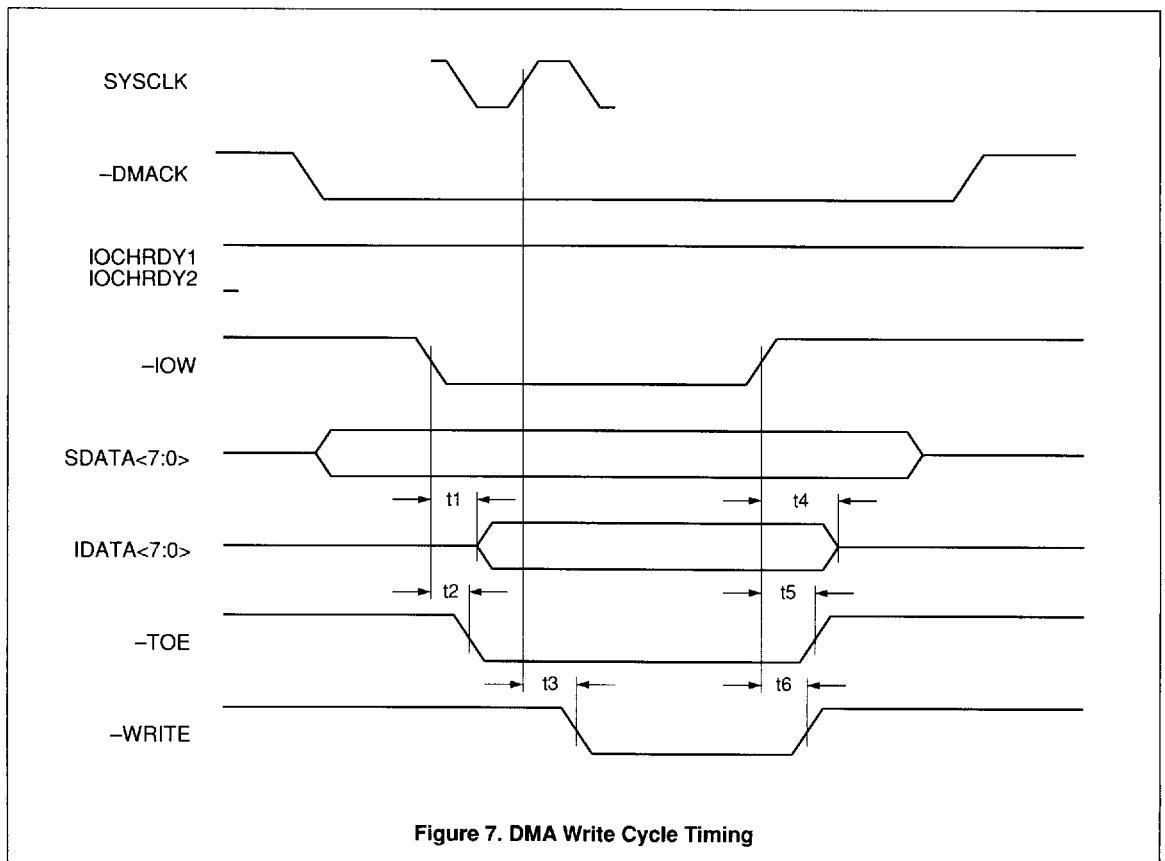 SYSCLK
–DMACK
IOCHRDY1
IOCHRDY2
–IOW
SDATA<7:0>
t1
t4
IDATA<7:0>
t2
t5
–TOE
t3
t6
–WRITE
Figure 7. DMA Write Cycle Timing